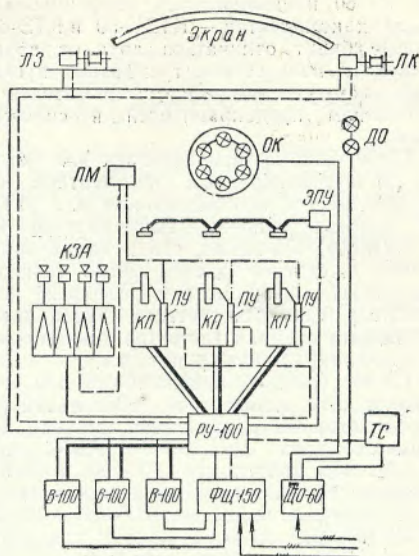 Экран
ЛЗ
ЛК
ОК
ДО
ПМ
ЭПУ
КЗА
ПУ
ПУ
ПУ
КП
КП
КП
РУ-100
ТС
В-100
В-100
В-100
ФЩ-150
ЩО-60